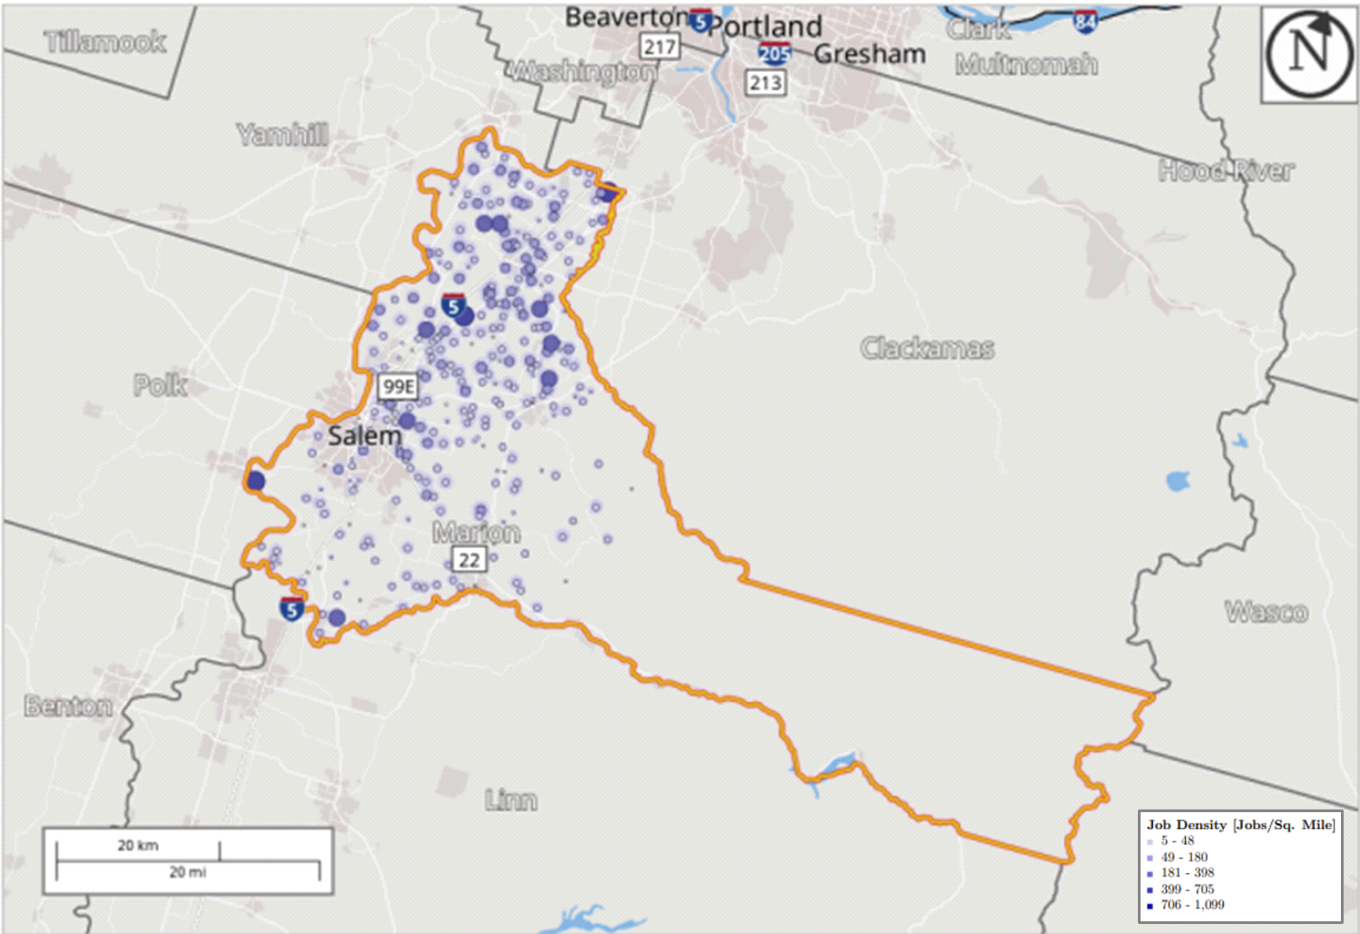 Beaverton 5 Portland
Tillamook
217
205
Gresham
Clark
84
Washington
213
Multnomah
N
Yamhill
Hood River
5
Clackamas
Polk
99E
Salem
Marion
22
5
Wasco
Benton
Linn
20 km
20 mi
Job Density [Jobs/Sq. Mile]
5 - 48
49 - 180
181 - 398
399 - 705
706 - 1,099